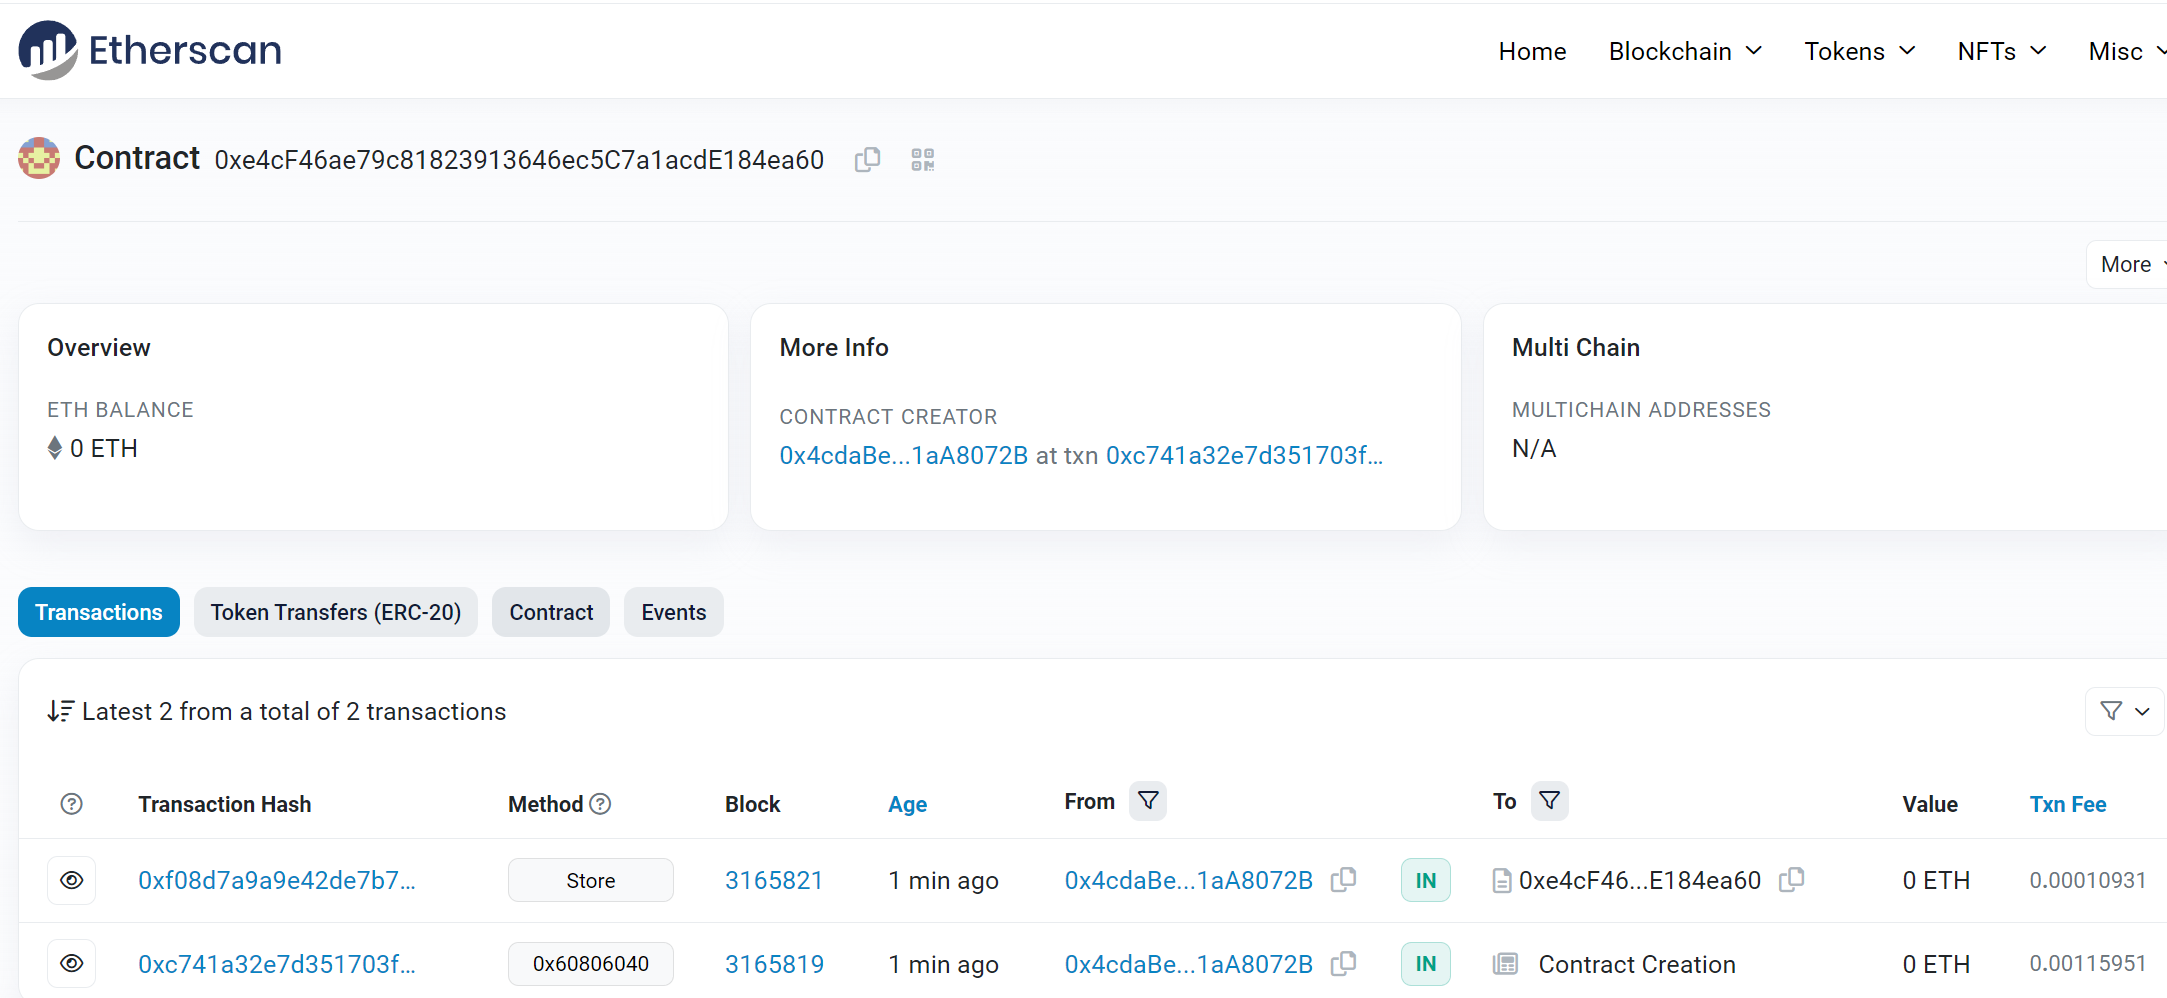 Etherscan
Home Blockchain Tokens NFTs Misc
Contract 0xe4cF46ae79c81823913646ec5C7a1acdE184ea60
More
Overview
ETH BALANCE
0 ETH
More Info
CONTRACT CREATOR
0x4cdaBe...1aA8072B at txn 0xc741a32e7d351703f...
Multi Chain
MULTICHAIN ADDRESSES
N/A
Transactions Token Transfers (ERC-20) Contract Events
Latest 2 from a total of 2 transactions
Transaction Hash Method Block Age From To Value Txn Fee
0xf08d7a9a9e42de7b7... Store 3165821 1 min ago 0x4cdaBe...1aA8072B IN 0xe4cF46...E184ea60 0 ETH 0.00010931
0xc741a32e7d351703f... 0x60806040 3165819 1 min ago 0x4cdaBe...1aA8072B IN Contract Creation 0 ETH 0.00115951